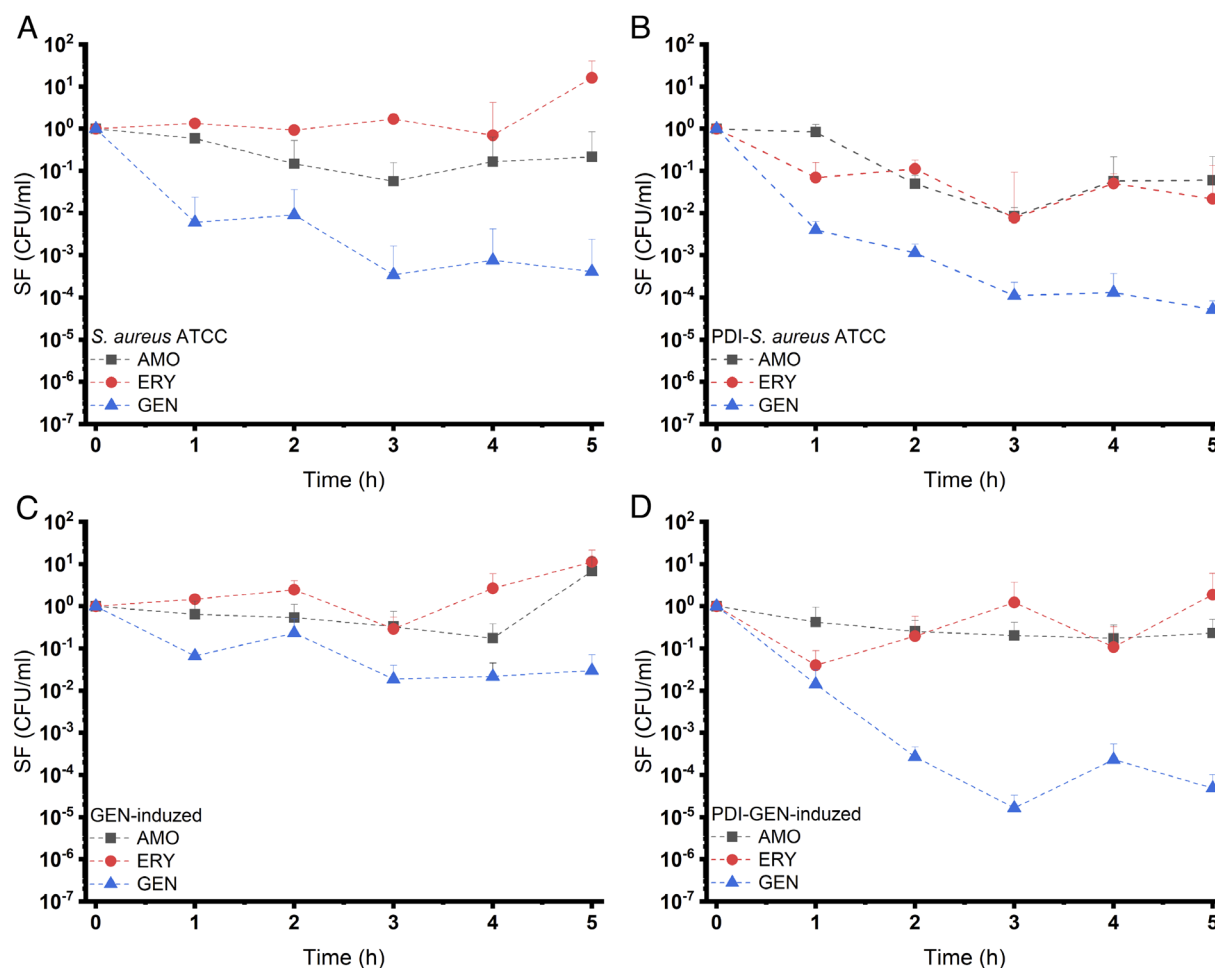 A
10²
10¹
10⁰
10⁻¹
10⁻²
10⁻³
10⁻⁴
10⁻⁵
10⁻⁶
10⁻⁷
SF (CFU/ml)
S. aureus ATCC
AMO
ERY
GEN
0 1 2 3 4 5
Time (h)
B
10²
10¹
10⁰
10⁻¹
10⁻²
10⁻³
10⁻⁴
10⁻⁵
10⁻⁶
10⁻⁷
SF (CFU/ml)
PDI-S. aureus ATCC
AMO
ERY
GEN
0 1 2 3 4 5
Time (h)
C
10²
10¹
10⁰
10⁻¹
10⁻²
10⁻³
10⁻⁴
10⁻⁵
10⁻⁶
10⁻⁷
SF (CFU/ml)
GEN-induzed
AMO
ERY
GEN
0 1 2 3 4 5
Time (h)
D
10²
10¹
10⁰
10⁻¹
10⁻²
10⁻³
10⁻⁴
10⁻⁵
10⁻⁶
10⁻⁷
SF (CFU/ml)
PDI-GEN-induzed
AMO
ERY
GEN
0 1 2 3 4 5
Time (h)